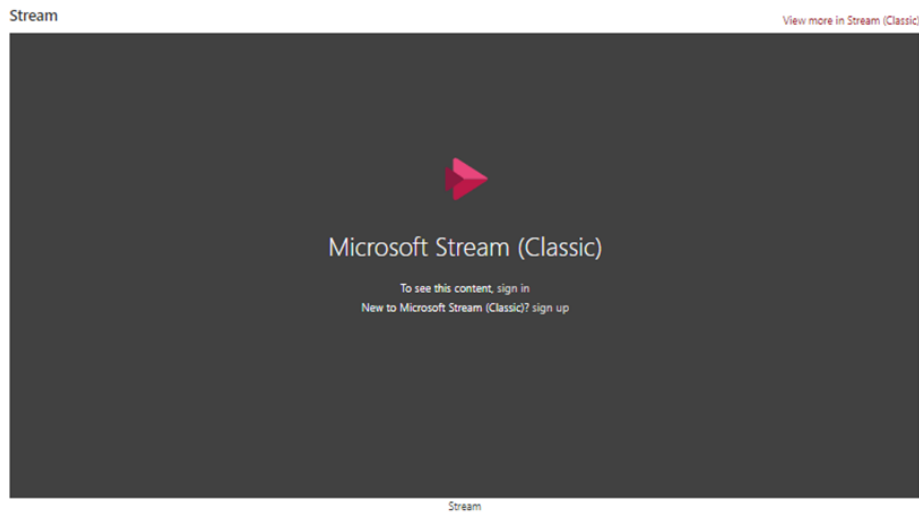 Stream
View more in Stream (Classic)
Microsoft Stream (Classic)
To see this content, sign in
New to Microsoft Stream (Classic)? sign up
Stream